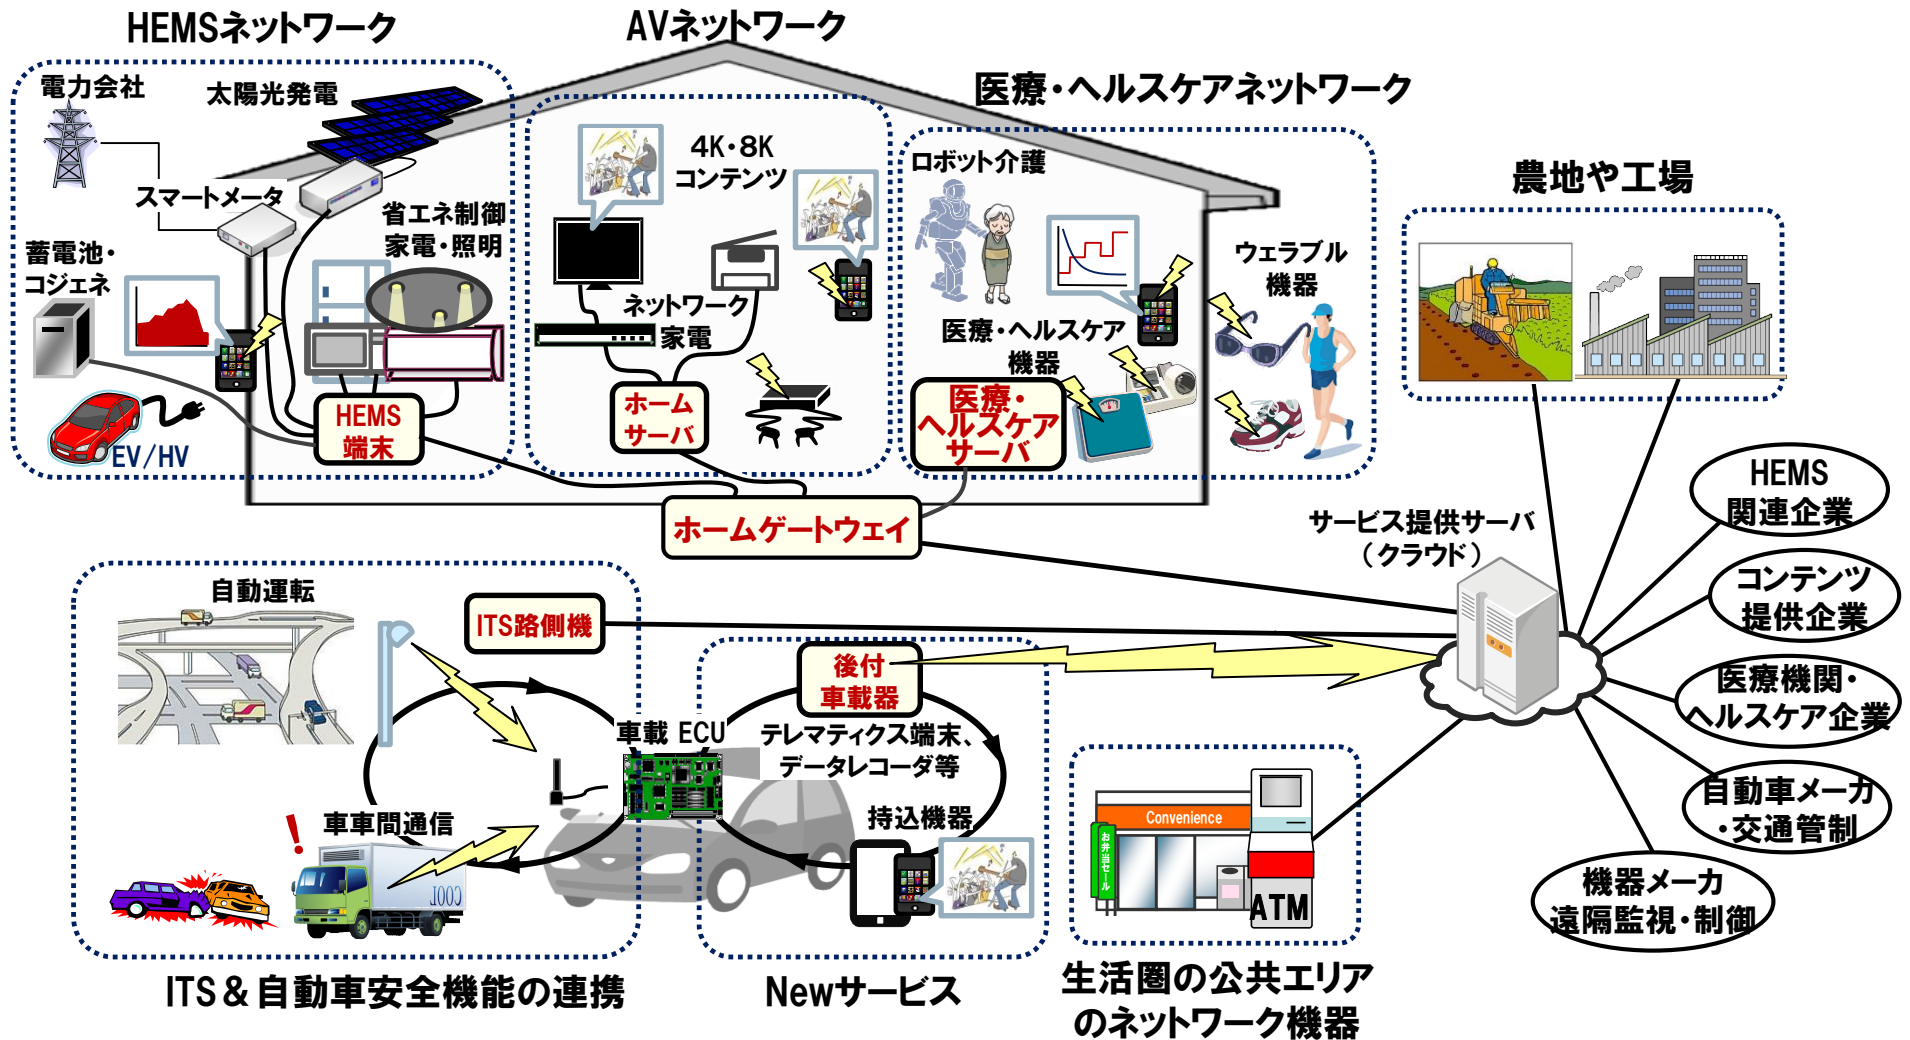 HEMSネットワーク
AVネットワーク
医療・ヘルスケアネットワーク
電力会社
太陽光発電
スマートメータ
省エネ制御
家電・照明
蓄電池・
コジェネ
EV/HV
HEMS
端末
4K・8K
コンテンツ
ネットワーク
家電
ホーム
サーバ
ロボット介護
ウェラブル
機器
医療・ヘルスケア
機器
医療・
ヘルスケア
サーバ
農地や工場
ホームゲートウェイ
サービス提供サーバ
（クラウド）
HEMS
関連企業
コンテンツ
提供企業
医療機関・
ヘルスケア企業
自動車メーカ
・交通管制
機器メーカ
遠隔監視・制御
自動運転
ITS路側機
後付
車載器
車載 ECU
テレマティクス端末、
データレコーダ等
車車間通信
!
COOL
持込機器
Convenience
お弁当セール
ATM
ITS＆自動車安全機能の連携
Newサービス
生活圏の公共エリア
のネットワーク機器